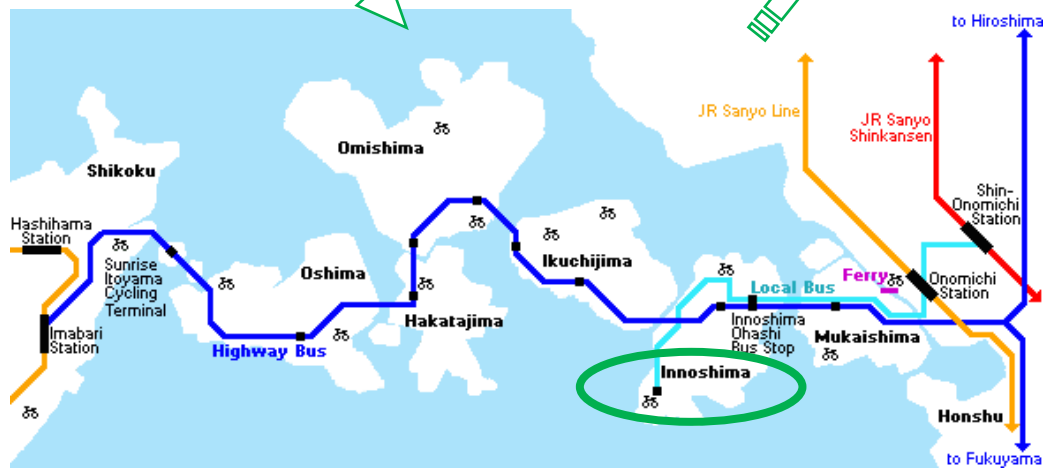 to Hiroshima
JR Sanyo Line
JR Sanyo
Shinkansen
Omishima
Shikoku
Shin-
Onomichi
Station
Hashihama
Station
Sunrise
Itoyama
Cycling
Terminal
Oshima
Ikuchijima
Ferry
Onomichi
Station
Local Bus
Hakatajima
Imabari
Station
Highway Bus
Innoshima
Ohashi
Bus Stop
Mukaishima
Innoshima
Honshu
to Fukuyama